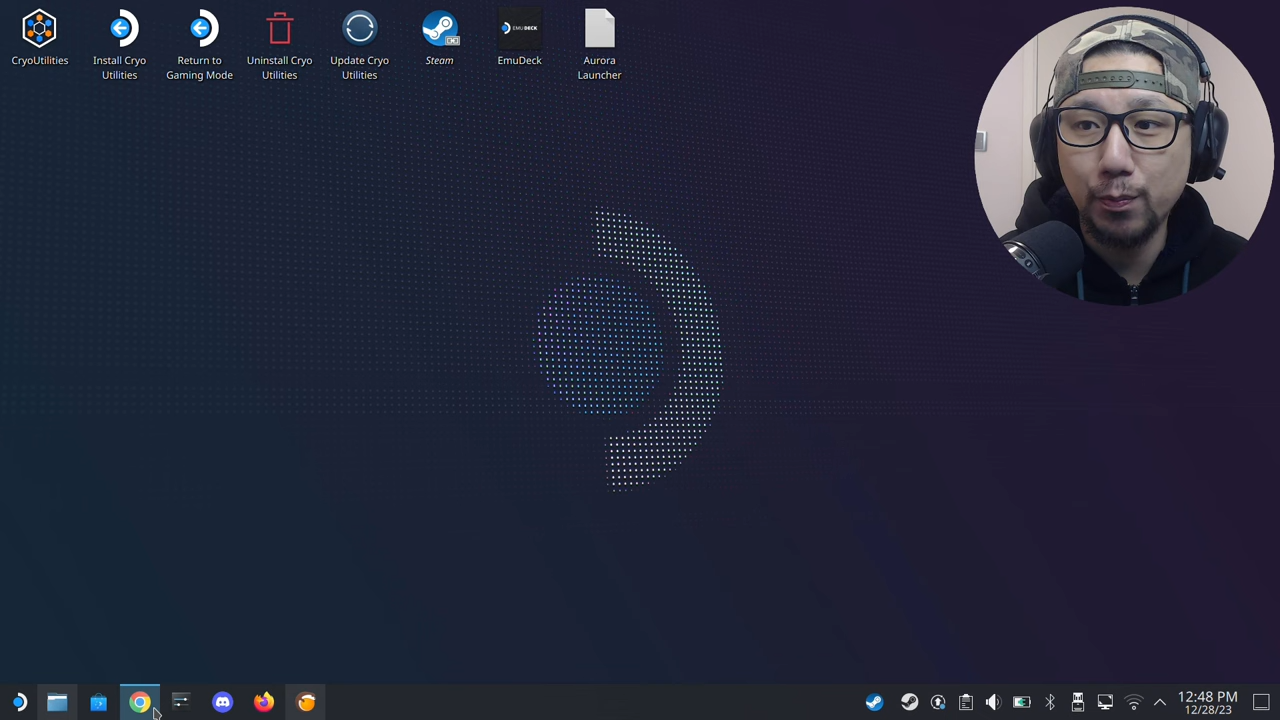 CryoUtilities
Install Cryo
Utilities
Return to
Gaming Mode
Uninstall Cryo
Utilities
Update Cryo
Utilities
Steam
EMUDECK
EmuDeck
Aurora
Launcher
12:48 PM
12/28/23